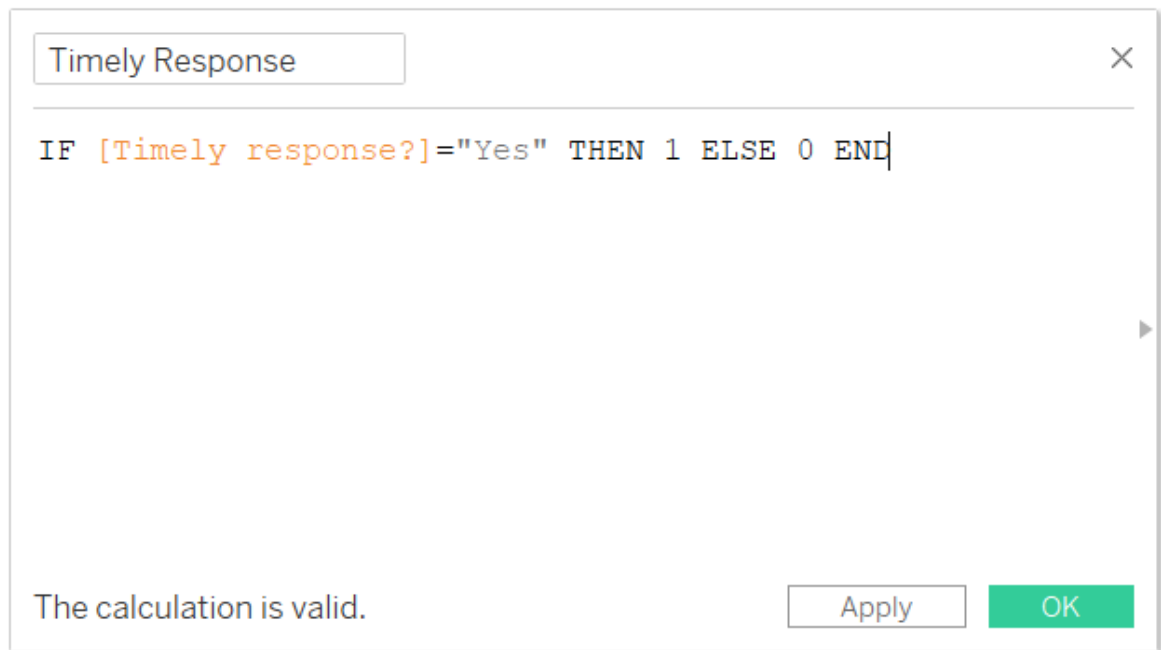 Timely Response
IF [Timely response?]="Yes" THEN 1 ELSE 0 END
The calculation is valid.
Apply
OK